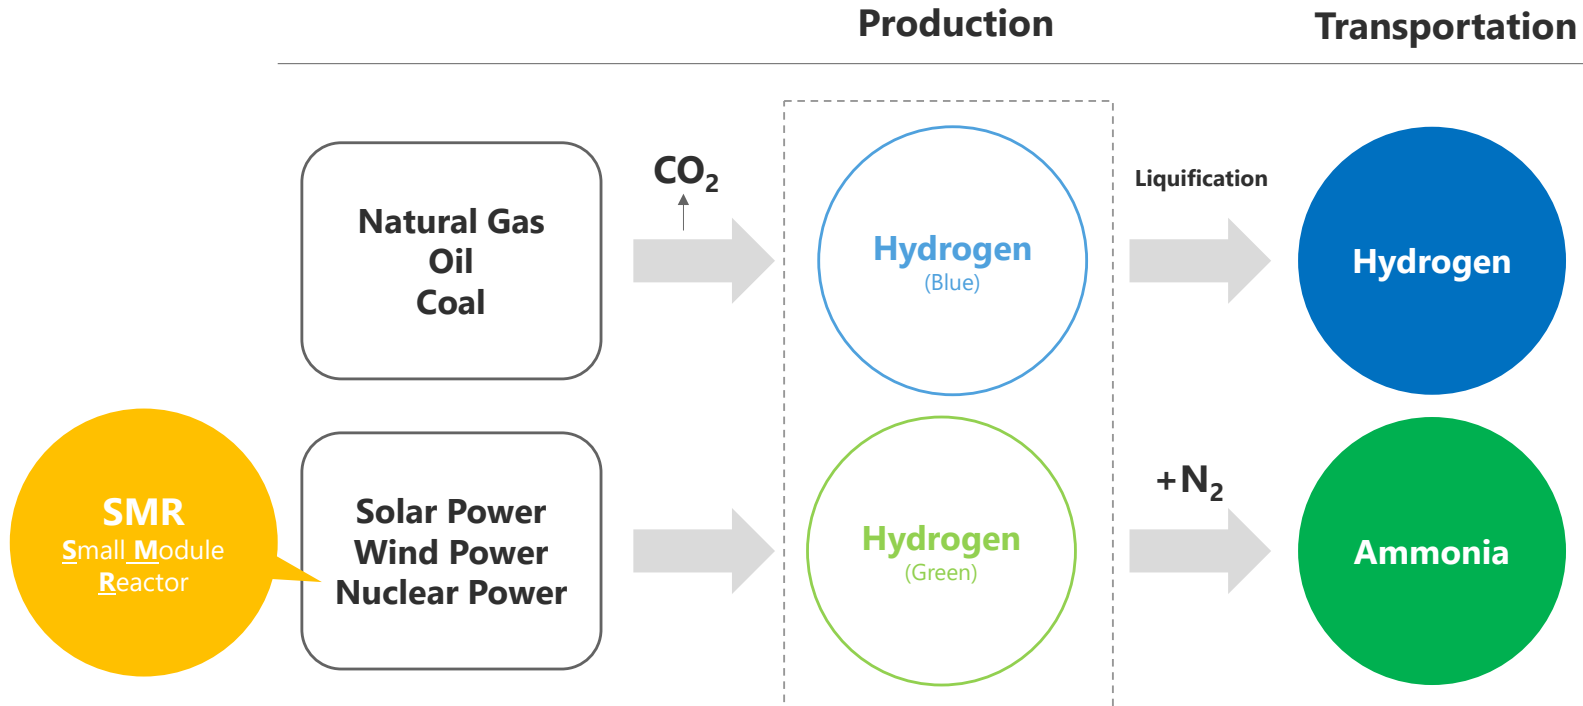 Production
Transportation
Natural Gas
Oil
Coal
CO₂
Hydrogen
(Blue)
Liquification
Hydrogen
SMR
Small Module
Reactor
Solar Power
Wind Power
Nuclear Power
Hydrogen
(Green)
+N₂
Ammonia